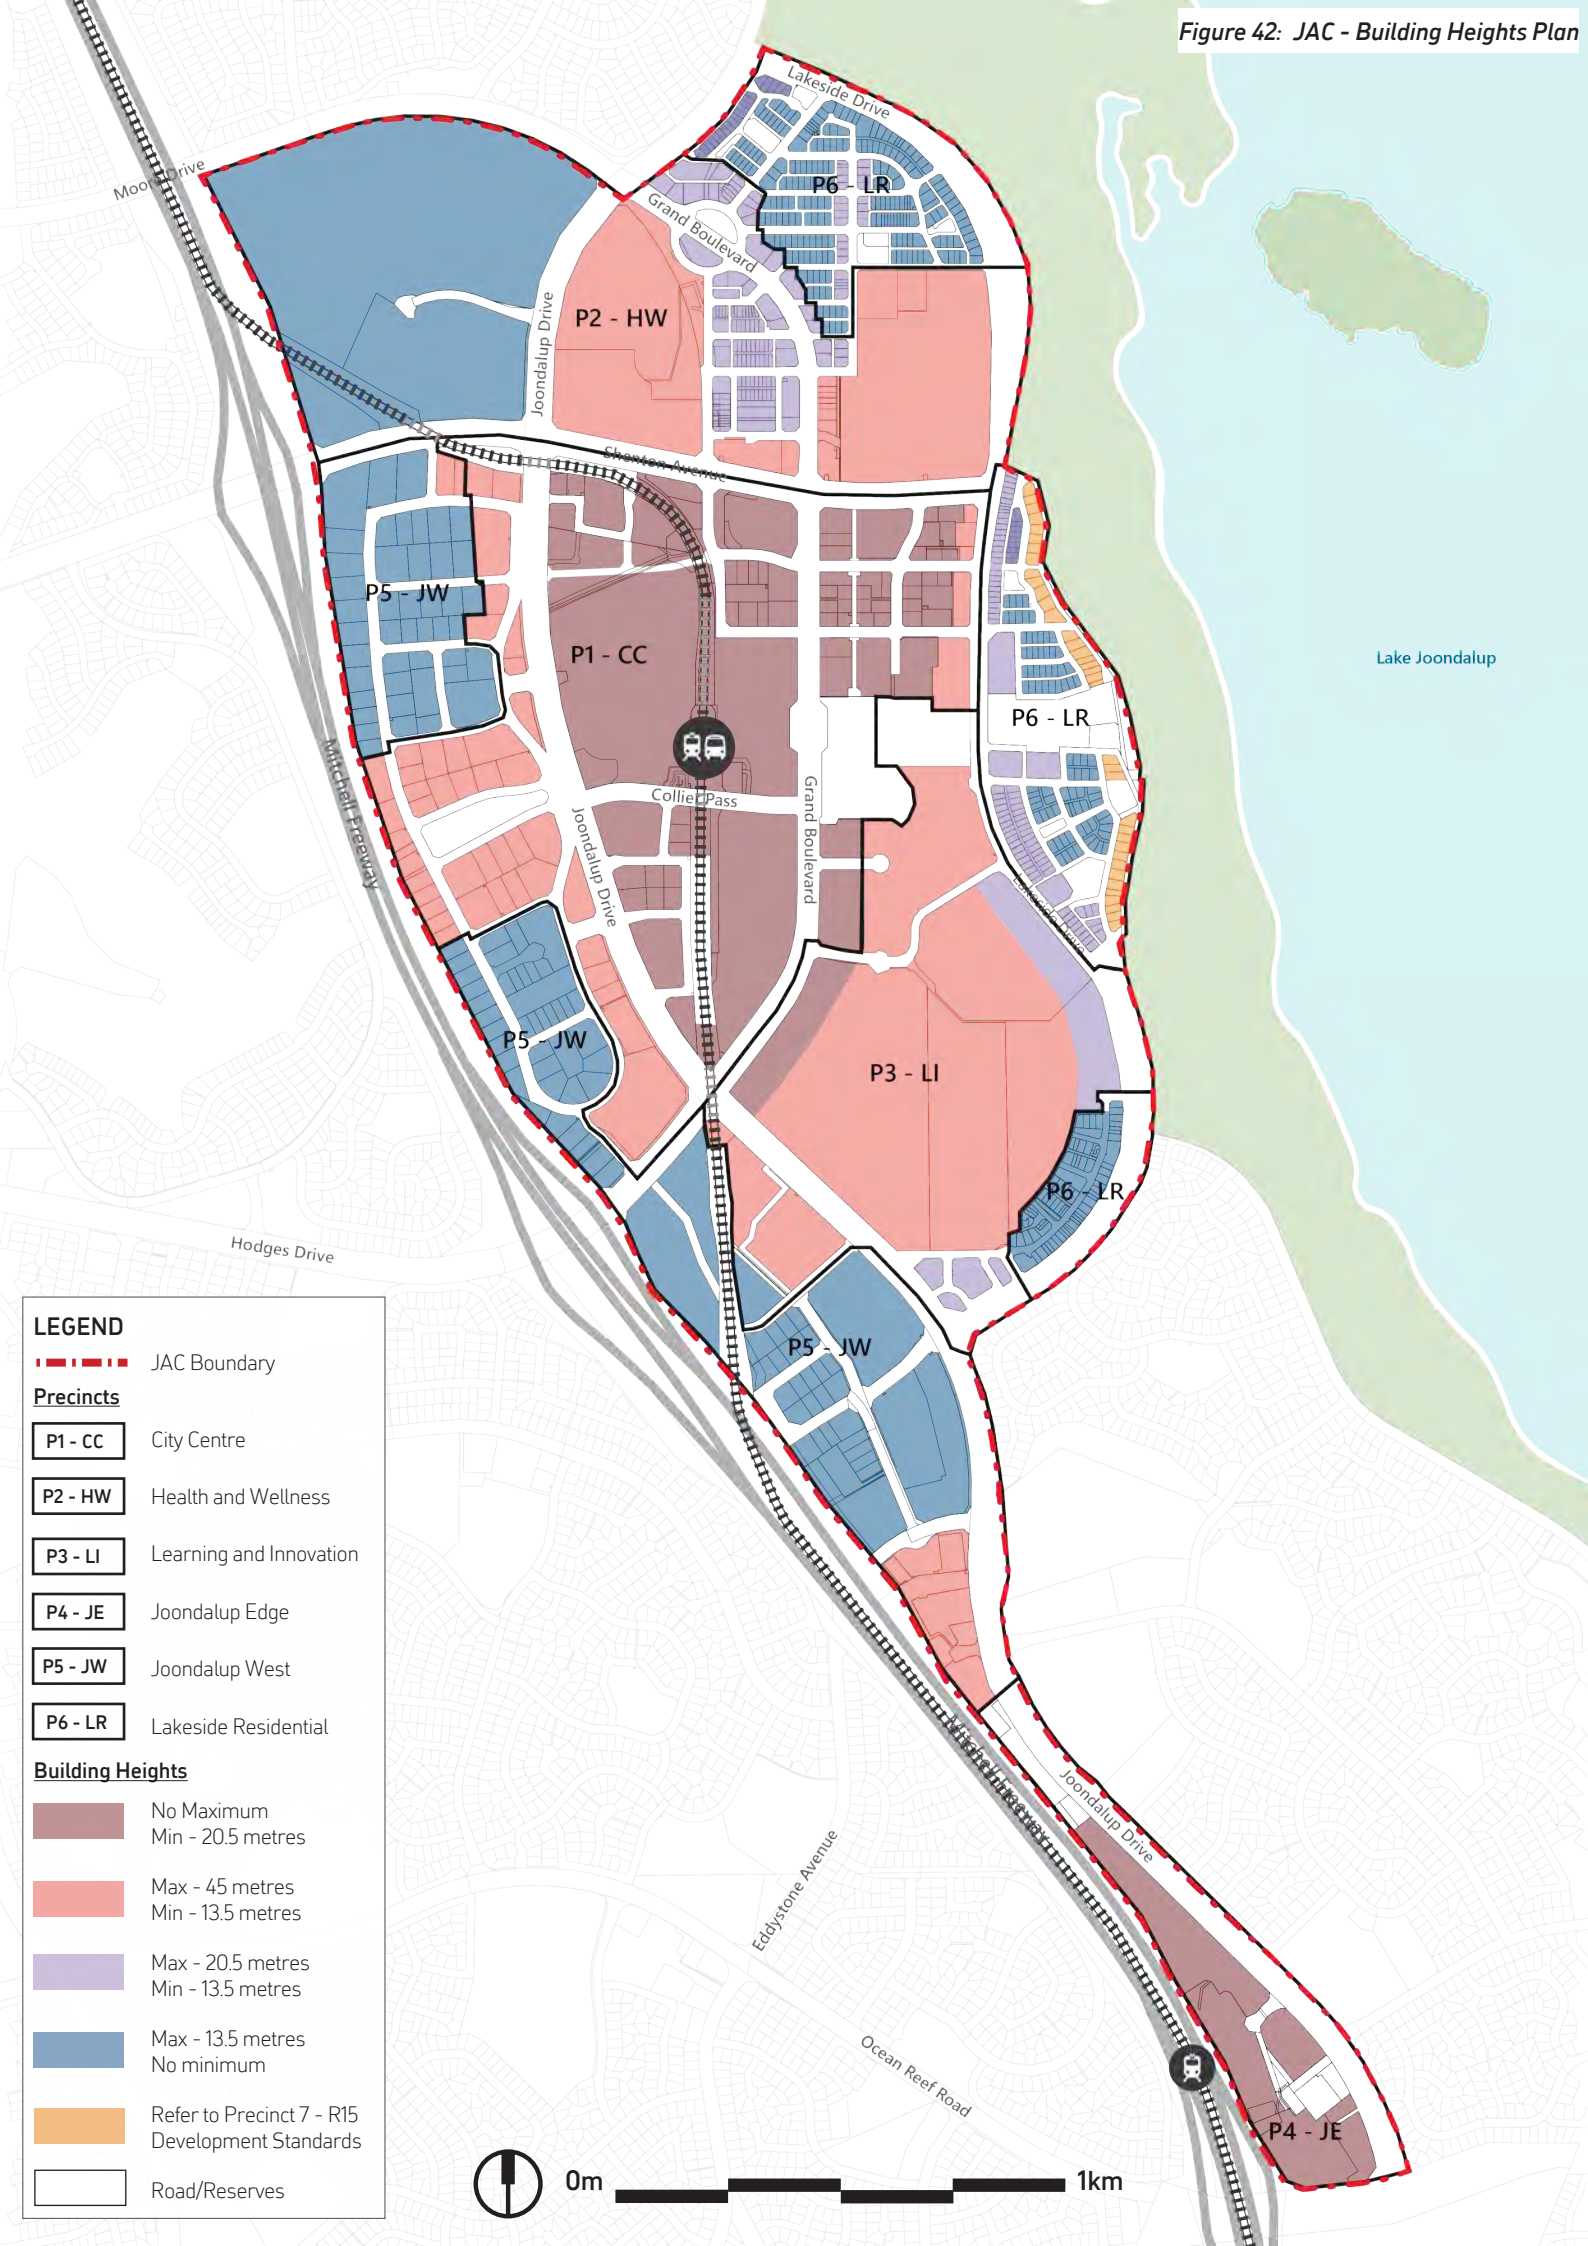 Figure 42: JAC - Building Heights Plan
Lakeside Drive
Moore Drive
P6 - LR
Grand Boulevard
Joondalup Drive
P2 - HW
Shenton Avenue
P5 - JW
P1 - CC
Lake Joondalup
P6 - LR
Mitchell Freeway
Collier Pass
Grand Boulevard
Joondalup Drive
Lakeside Drive
P5 - JW
P3 - LI
P6 - LR
Hodges Drive
P5 - JW
LEGEND
JAC Boundary
Precincts
P1 - CC City Centre
P2 - HW Health and Wellness
P3 - LI Learning and Innovation
P4 - JE Joondalup Edge
P5 - JW Joondalup West
P6 - LR Lakeside Residential
Building Heights
No Maximum
Min - 20.5 metres
Max - 45 metres
Min - 13.5 metres
Max - 20.5 metres
Min - 13.5 metres
Max - 13.5 metres
No minimum
Refer to Precinct 7 - R15
Development Standards
Road/Reserves
Mitchell Freeway
Joondalup Drive
Eddystone Avenue
Ocean Reef Road
P4 - JE
0m
1km